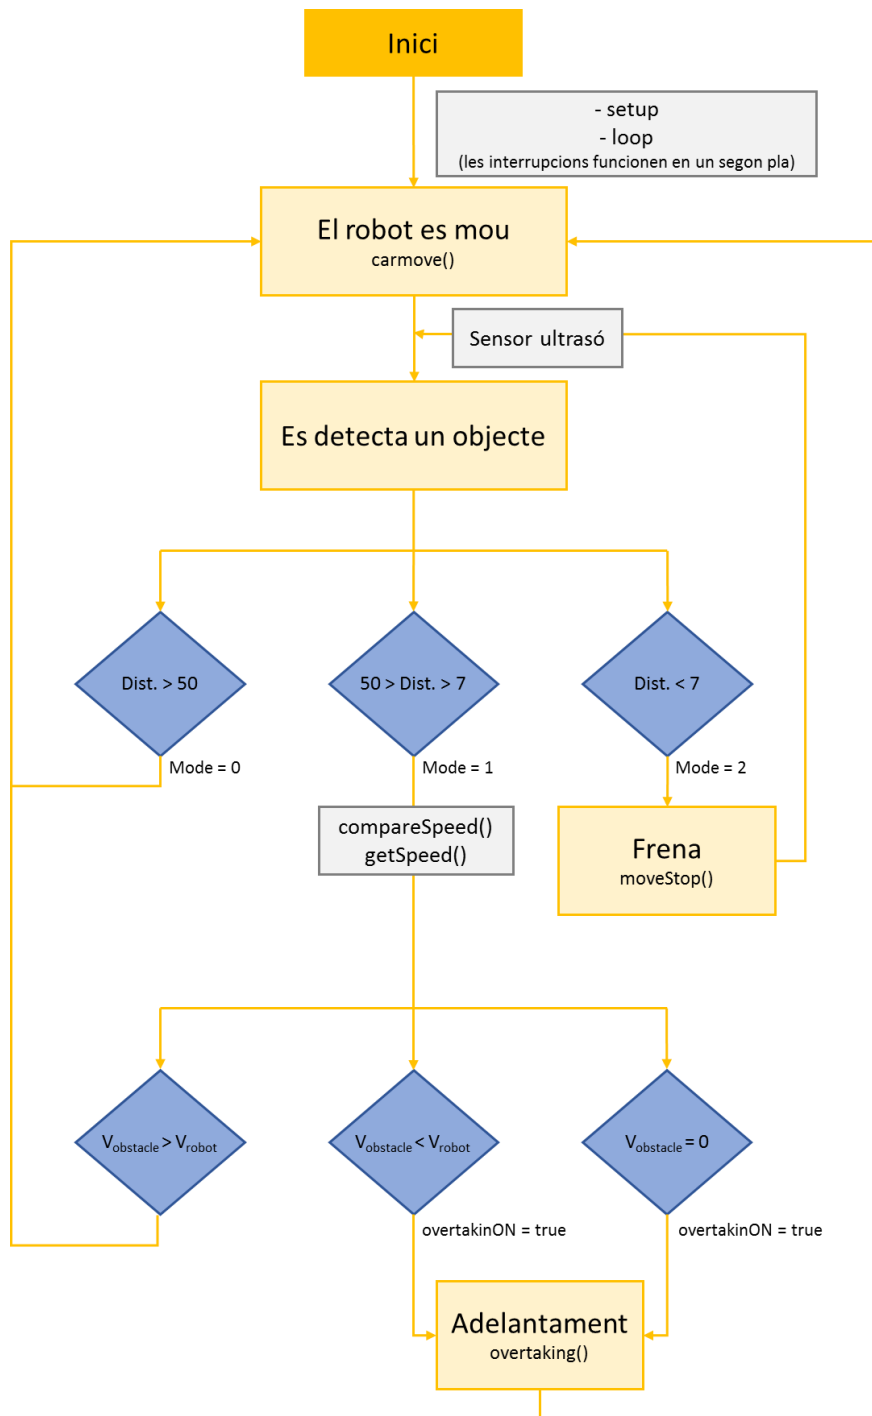 Inici
- setup
- loop
(les interrupcions funcionen en un segon pla)
El robot es mou
carmove()
Sensor ultrasó
Es detecta un objecte
Dist. > 50
50 > Dist. > 7
Dist. < 7
Mode = 0
Mode = 1
Mode = 2
compareSpeed()
getSpeed()
Frena
moveStop()
Vobstacle > Vrobot
Vobstacle < Vrobot
Vobstacle = 0
overtakinON = true
overtakinON = true
Adelantament
overtaking()